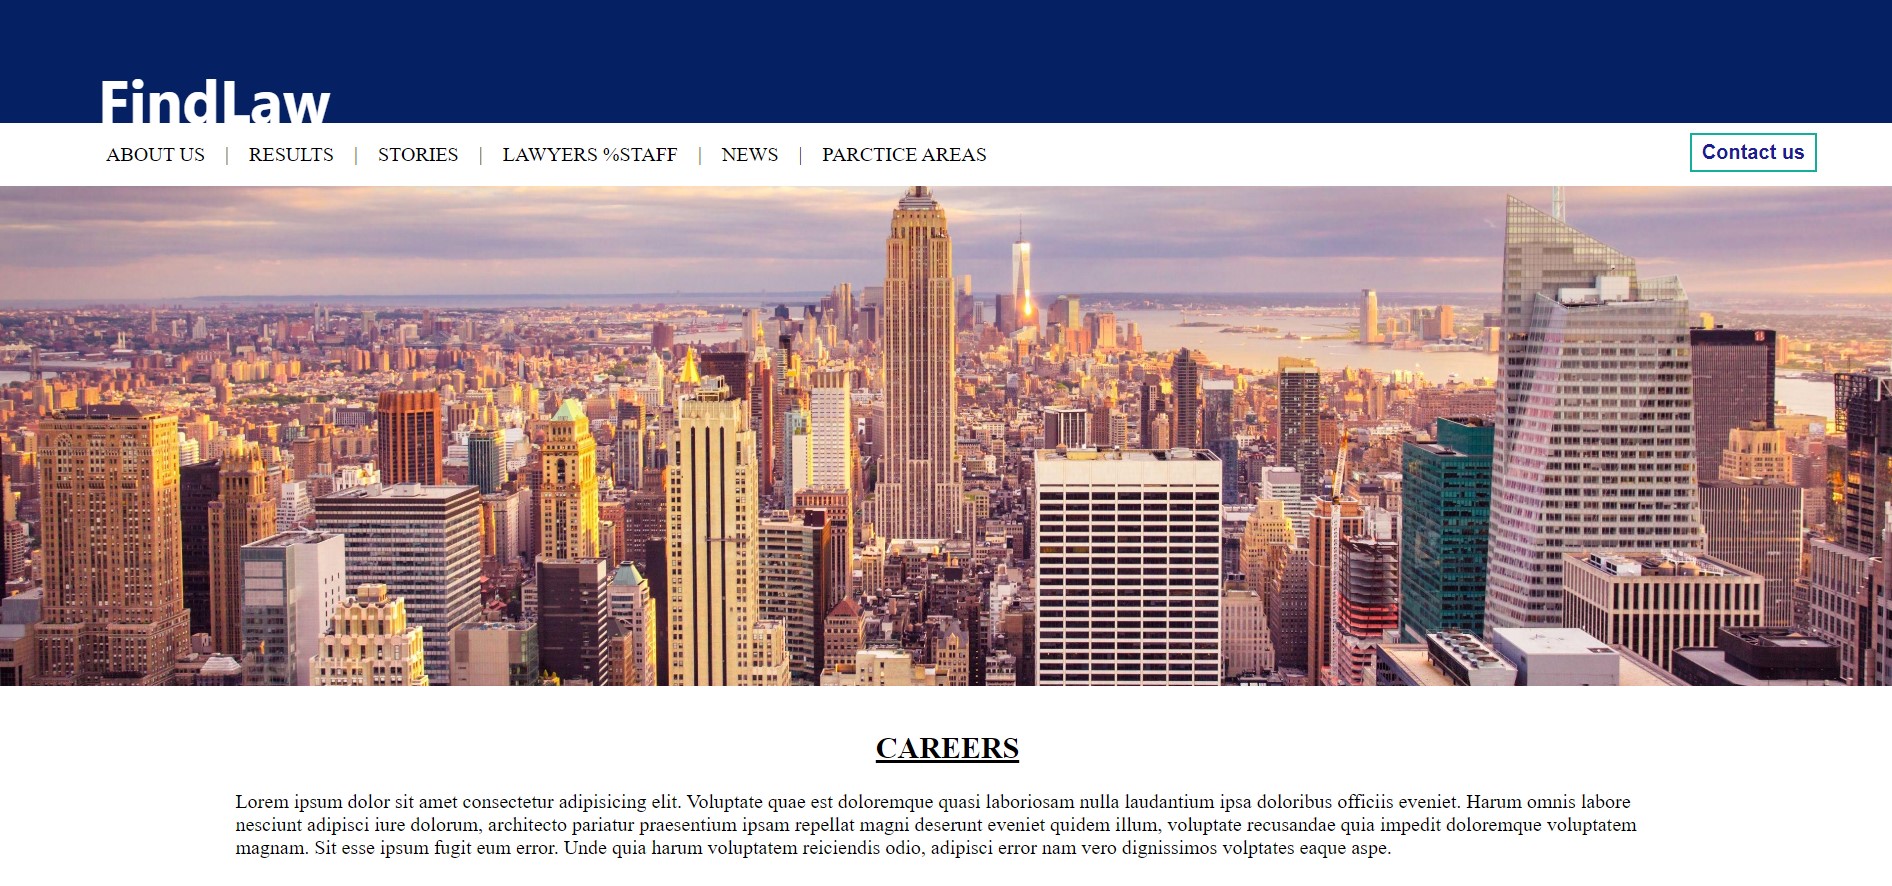 FindLaw
ABOUT US | RESULTS | STORIES | LAWYERS %STAFF | NEWS | PARCTICE AREAS
Contact us
CAREERS
Lorem ipsum dolor sit amet consectetur adipisicing elit. Voluptate quae est doloremque quasi laboriosam nulla laudantium ipsa doloribus officiis eveniet. Harum omnis labore
nesciunt adipisci iure dolorum, architecto pariatur praesentium ipsam repellat magni deserunt eveniet quidem illum, voluptate recusandae quia impedit doloremque voluptatem
magnam. Sit esse ipsum fugit eum error. Unde quia harum voluptatem reiciendis odio, adipisci error nam vero dignissimos volptates eaque aspe.